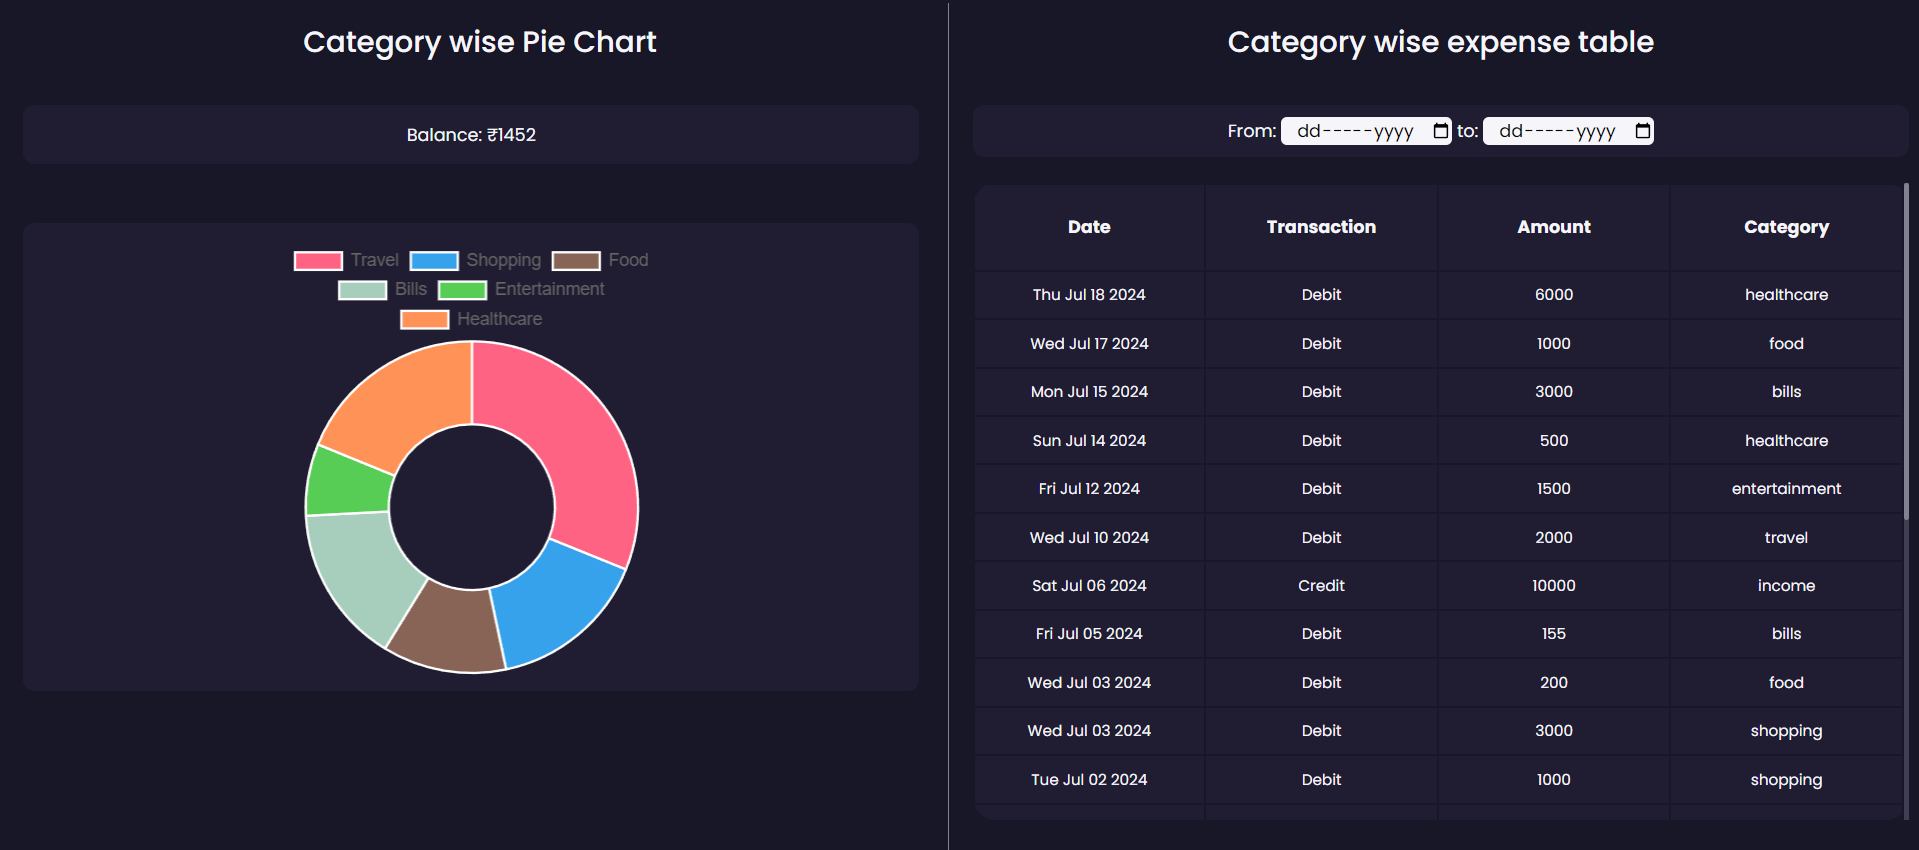 Category wise Pie Chart
Balance: ₹1452
Travel Shopping Food
Bills Entertainment
Healthcare
Category wise expense table
From: dd-----yyyy to: dd-----yyyy
Date Transaction Amount Category
Thu Jul 18 2024 Debit 6000 healthcare
Wed Jul 17 2024 Debit 1000 food
Mon Jul 15 2024 Debit 3000 bills
Sun Jul 14 2024 Debit 500 healthcare
Fri Jul 12 2024 Debit 1500 entertainment
Wed Jul 10 2024 Debit 2000 travel
Sat Jul 06 2024 Credit 10000 income
Fri Jul 05 2024 Debit 155 bills
Wed Jul 03 2024 Debit 200 food
Wed Jul 03 2024 Debit 3000 shopping
Tue Jul 02 2024 Debit 1000 shopping